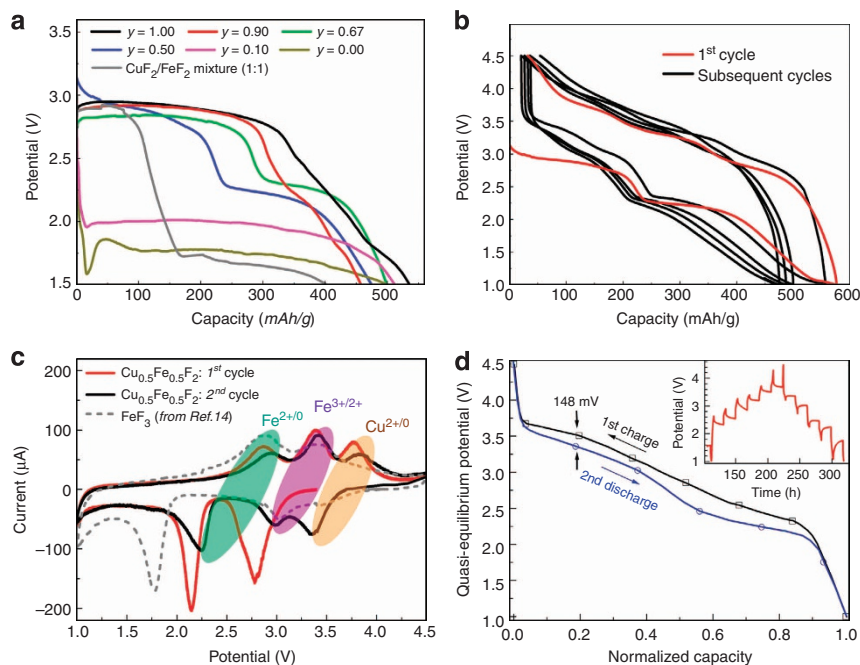 a
y = 1.00 y = 0.90 y = 0.67
y = 0.50 y = 0.10 y = 0.00
CuF2/FeF2 mixture (1:1)
3.5
3.0
2.5
2.0
1.5
Potential (V)
0 100 200 300 400 500
Capacity (mAh/g)
b
1st cycle
Subsequent cycles
4.5
4.0
3.5
3.0
2.5
2.0
1.5
1.0
Potential (V)
0 200 400 600 800
Capacity (mAh/g)
c
Cu0.5Fe0.5F2: 1st cycle
Cu0.5Fe0.5F2: 2nd cycle
FeF3 (from Ref.14)
Fe2+/0
Fe3+/2+
Cu2+/0
200
100
0
–100
–200
Current (μA)
1.0 1.5 2.0 2.5 3.0 3.5 4.0 4.5
Potential (V)
d
148 mV
1st charge
2nd discharge
4.5
4.0
3.5
3.0
2.5
2.0
1.5
1.0
Quasi-equilibrium potential (V)
0.0 0.2 0.4 0.6 0.8 1.0
Normalized capacity
4
3
2
1
Potential (V)
150 200 250 300
Time (h)